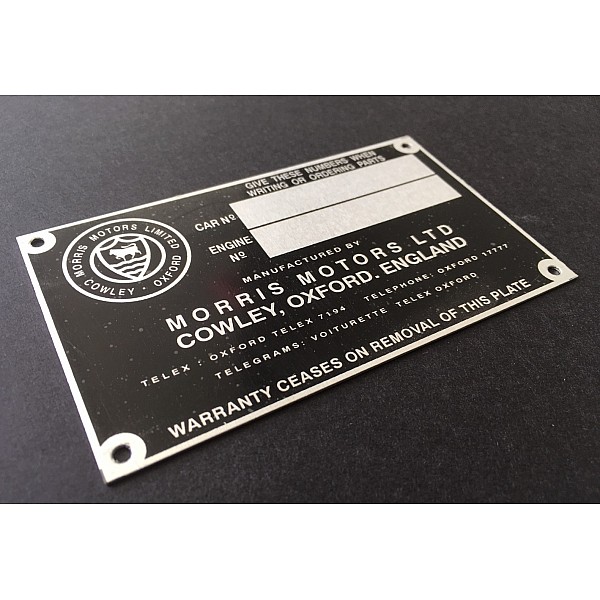 GIVE THESE NUMBERS WHEN
WRITING OR ORDERING PARTS
CAR Nº
ENGINE
Nº
MORRIS MOTORS LIMITED
COWLEY · OXFORD
MANUFACTURED BY
MORRIS MOTORS LTD
COWLEY, OXFORD. ENGLAND
TELEX : OXFORD TELEX 7194 TELEPHONE: OXFORD 17777
TELEGRAMS: VOITURETTE TELEX OXFORD
WARRANTY CEASES ON REMOVAL OF THIS PLATE